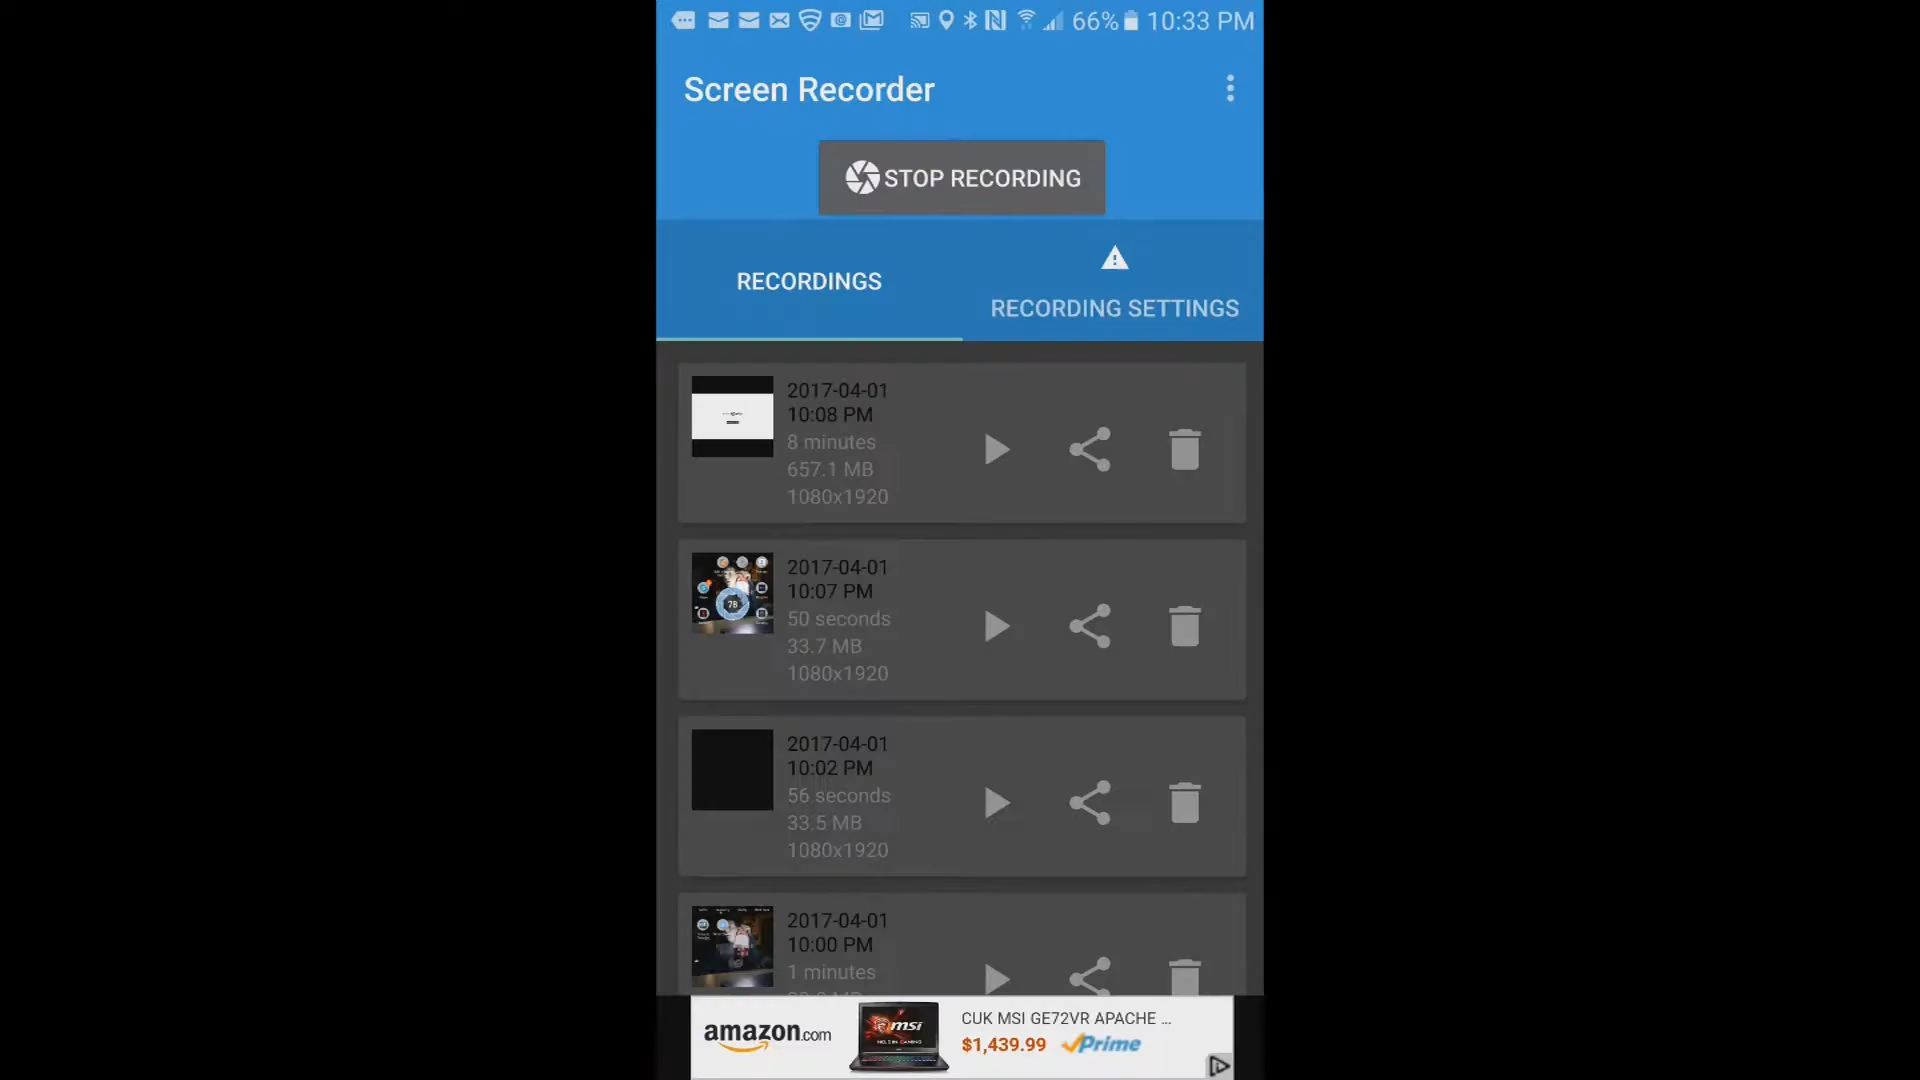 66% 10:33 PM
Screen Recorder
STOP RECORDING
RECORDINGS
RECORDING SETTINGS
2017-04-01
10:08 PM
8 minutes
657.1 MB
1080x1920
2017-04-01
10:07 PM
50 seconds
33.7 MB
1080x1920
78
2017-04-01
10:02 PM
56 seconds
33.5 MB
1080x1920
2017-04-01
10:00 PM
1 minutes
amazon.com
msi
CUK MSI GE72VR APACHE ...
$1,439.99 Prime